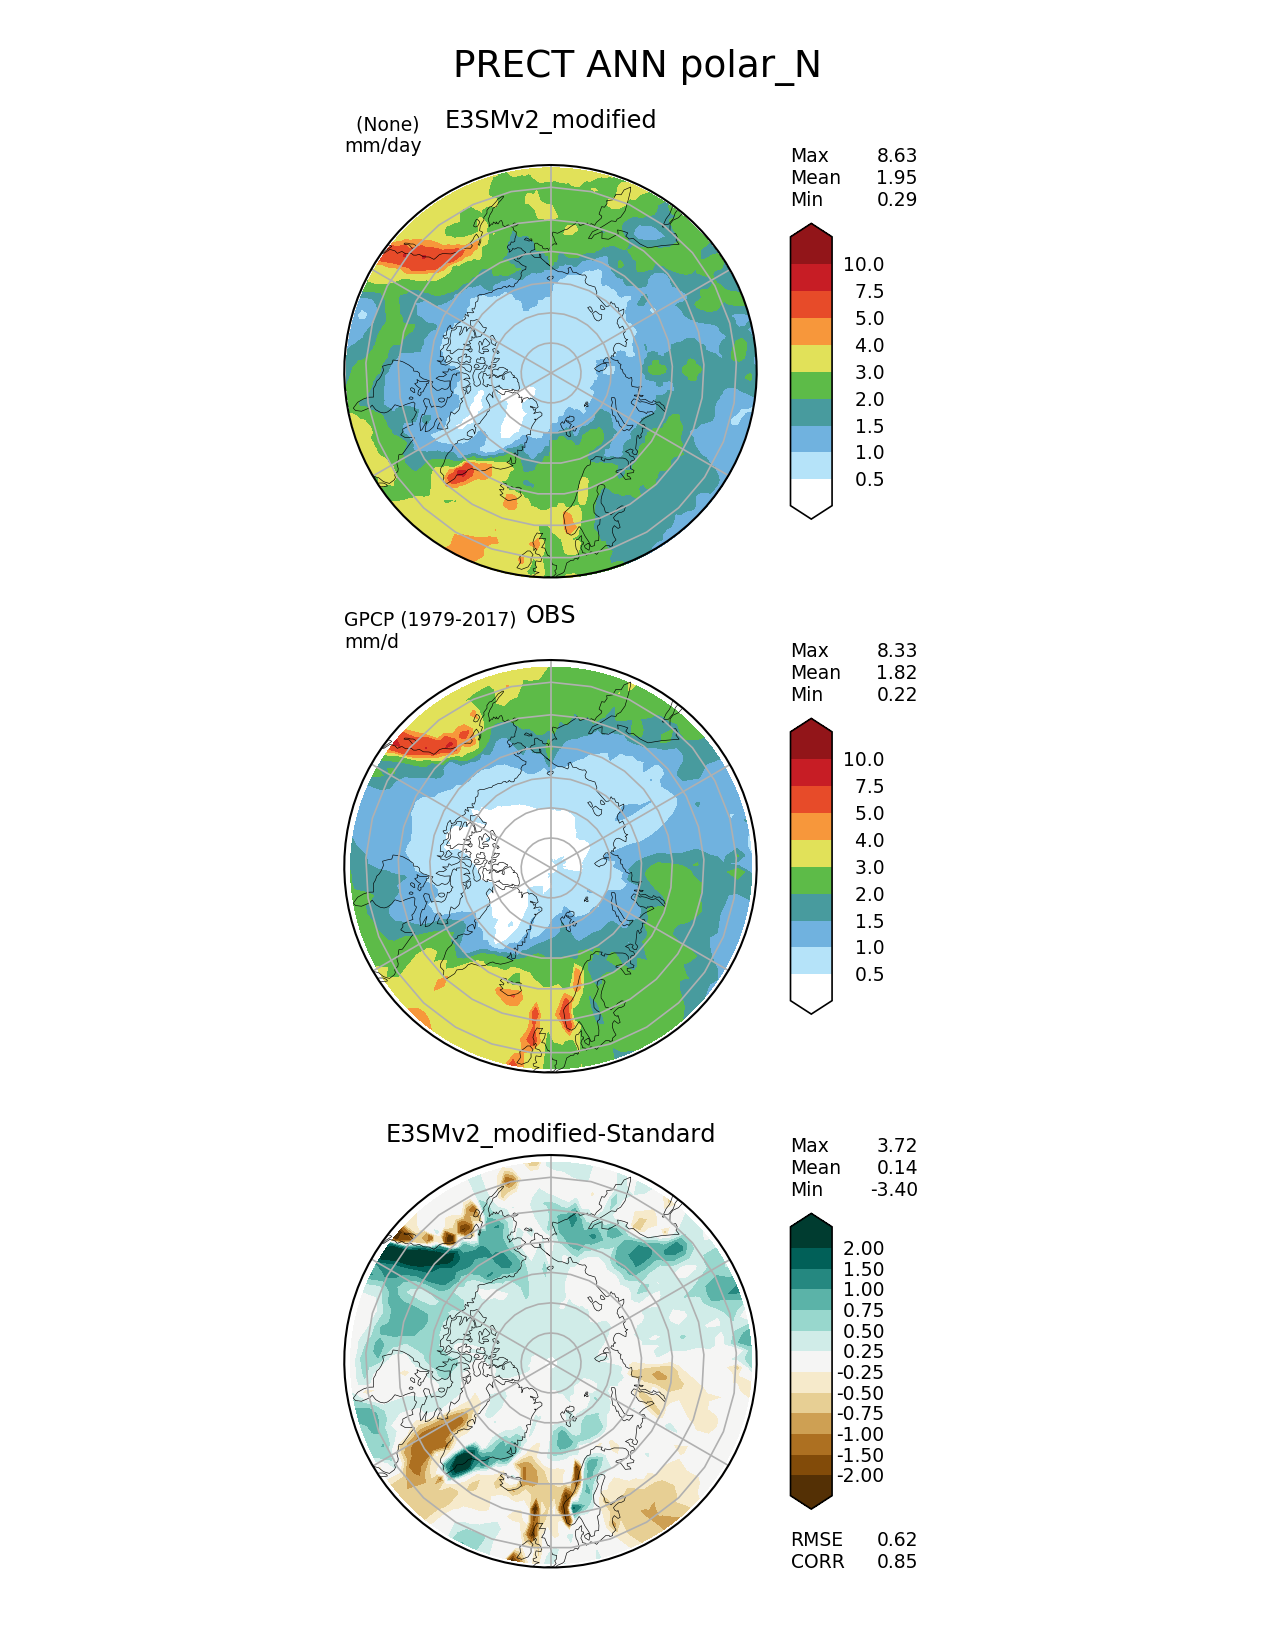 PRECT ANN polar_N
(None) E3SMv2_modified
mm/day
Max 8.63
Mean 1.95
Min 0.29
10.0
7.5
5.0
4.0
3.0
2.0
1.5
1.0
0.5
GPCP (1979-2017) OBS
mm/d
Max 8.33
Mean 1.82
Min 0.22
10.0
7.5
5.0
4.0
3.0
2.0
1.5
1.0
0.5
E3SMv2_modified-Standard
Max 3.72
Mean 0.14
Min -3.40
2.00
1.50
1.00
0.75
0.50
0.25
-0.25
-0.50
-0.75
-1.00
-1.50
-2.00
RMSE 0.62
CORR 0.85